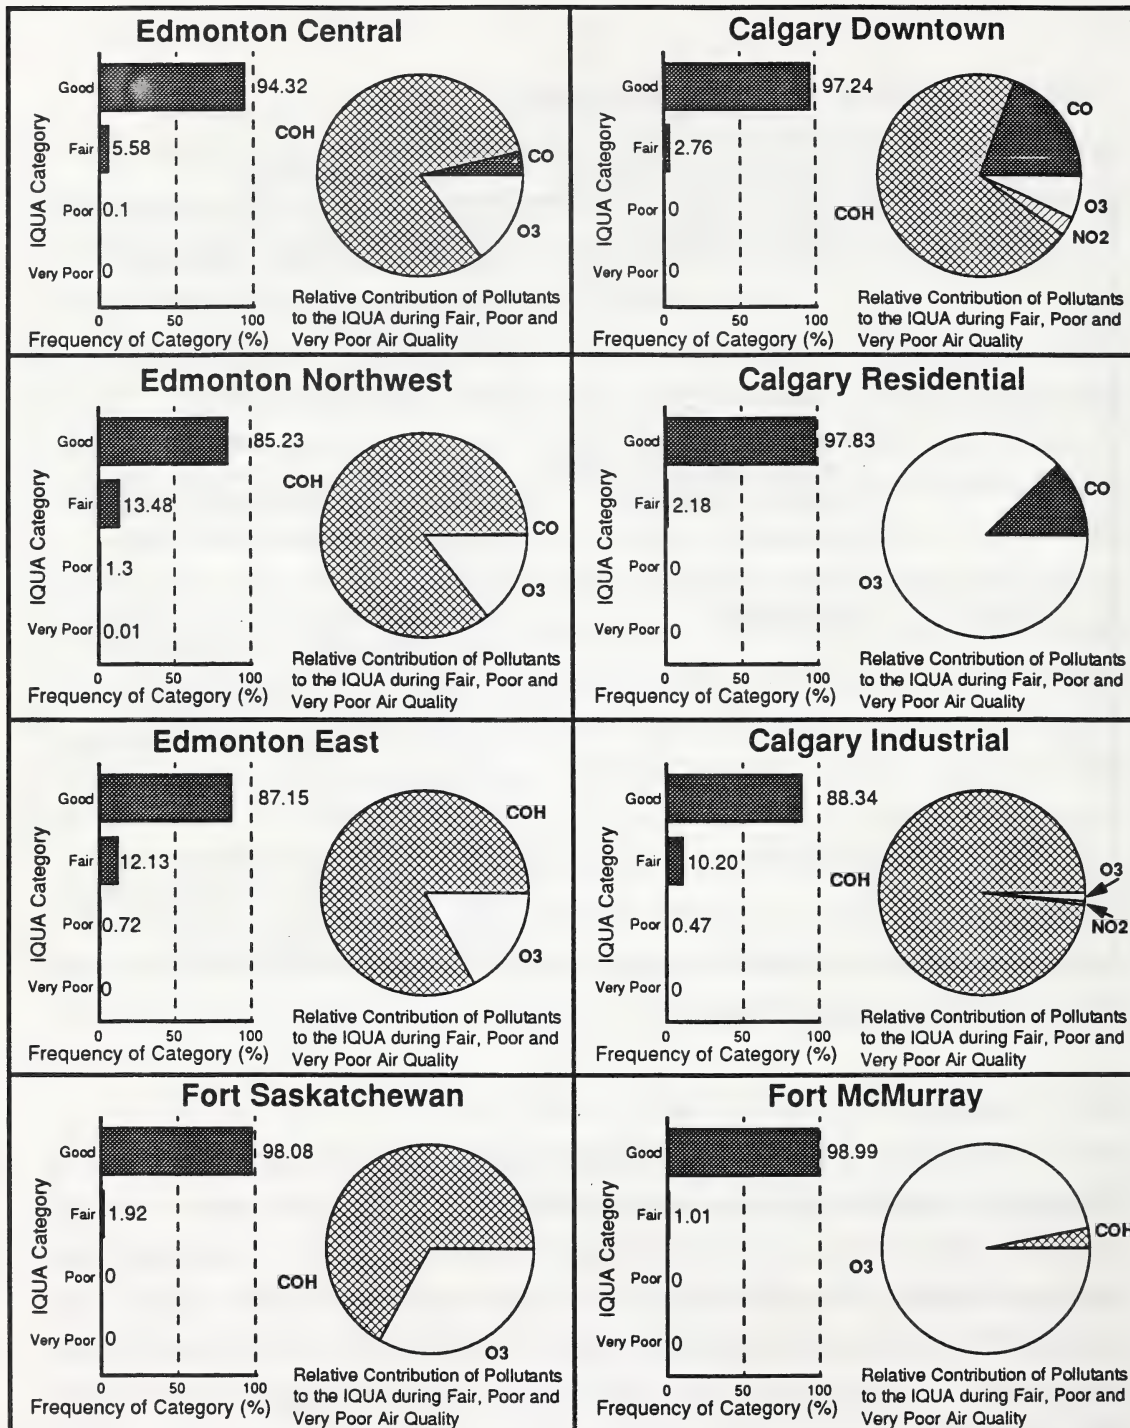 Edmonton Central
IQUA Category
Good
94.32
Fair
5.58
Poor
0.1
Very Poor
0
0
50
100
Frequency of Category (%)
COH
CO
O3
Relative Contribution of Pollutants
to the IQUA during Fair, Poor and
Very Poor Air Quality
Calgary Downtown
IQUA Category
Good
97.24
Fair
2.76
Poor
0
Very Poor
0
0
50
100
Frequency of Category (%)
CO
COH
O3
NO2
Relative Contribution of Pollutants
to the IQUA during Fair, Poor and
Very Poor Air Quality
Edmonton Northwest
IQUA Category
Good
85.23
Fair
13.48
Poor
1.3
Very Poor
0.01
0
50
100
Frequency of Category (%)
COH
CO
O3
Relative Contribution of Pollutants
to the IQUA during Fair, Poor and
Very Poor Air Quality
Calgary Residential
IQUA Category
Good
97.83
Fair
2.18
Poor
0
Very Poor
0
0
50
100
Frequency of Category (%)
CO
O3
Relative Contribution of Pollutants
to the IQUA during Fair, Poor and
Very Poor Air Quality
Edmonton East
IQUA Category
Good
87.15
Fair
12.13
Poor
0.72
Very Poor
0
0
50
100
Frequency of Category (%)
COH
O3
Relative Contribution of Pollutants
to the IQUA during Fair, Poor and
Very Poor Air Quality
Calgary Industrial
IQUA Category
Good
88.34
Fair
10.20
Poor
0.47
Very Poor
0
0
50
100
Frequency of Category (%)
COH
O3
NO2
Relative Contribution of Pollutants
to the IQUA during Fair, Poor and
Very Poor Air Quality
Fort Saskatchewan
IQUA Category
Good
98.08
Fair
1.92
Poor
0
Very Poor
0
0
50
100
Frequency of Category (%)
COH
O3
Relative Contribution of Pollutants
to the IQUA during Fair, Poor and
Very Poor Air Quality
Fort McMurray
IQUA Category
Good
98.99
Fair
1.01
Poor
0
Very Poor
0
0
50
100
Frequency of Category (%)
COH
O3
Relative Contribution of Pollutants
to the IQUA during Fair, Poor and
Very Poor Air Quality